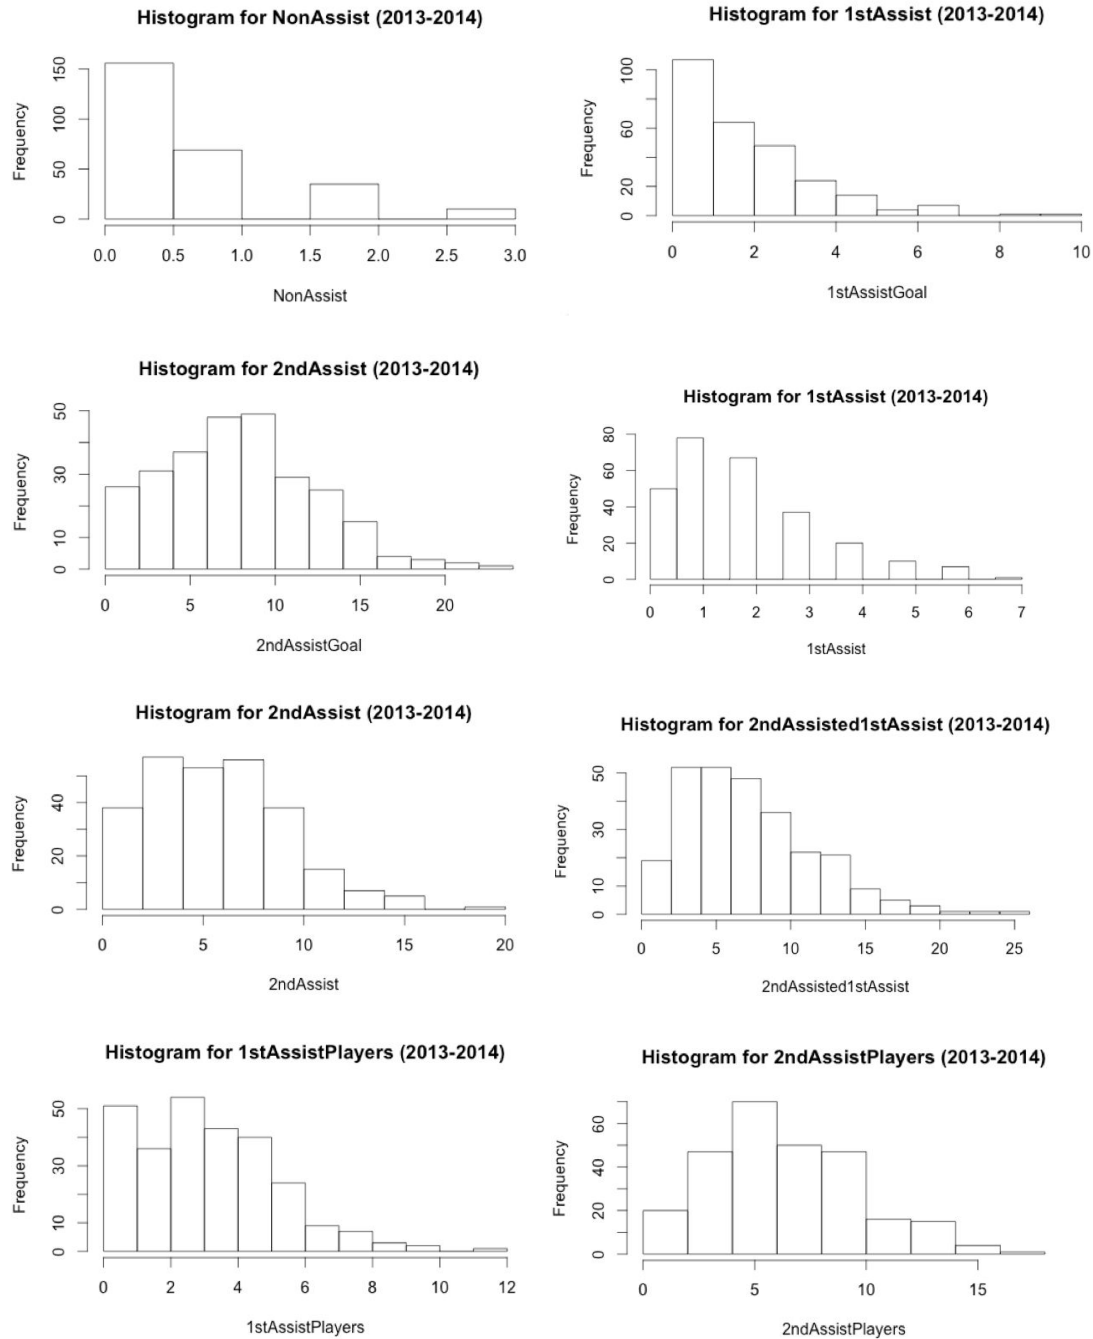 Histogram for NonAssist (2013-2014)
Frequency
0 50 100 150
0.0 0.5 1.0 1.5 2.0 2.5 3.0
NonAssist
Histogram for 1stAssist (2013-2014)
Frequency
0 20 60 100
0 2 4 6 8 10
1stAssistGoal
Histogram for 2ndAssist (2013-2014)
Frequency
0 10 30 50
0 5 10 15 20
2ndAssistGoal
Histogram for 1stAssist (2013-2014)
Frequency
0 20 40 60 80
0 1 2 3 4 5 6 7
1stAssist
Histogram for 2ndAssist (2013-2014)
Frequency
0 20 40
0 5 10 15 20
2ndAssist
Histogram for 2ndAssisted1stAssist (2013-2014)
Frequency
0 10 30 50
0 5 10 15 20 25
2ndAssisted1stAssist
Histogram for 1stAssistPlayers (2013-2014)
Frequency
0 10 30 50
0 2 4 6 8 10 12
1stAssistPlayers
Histogram for 2ndAssistPlayers (2013-2014)
Frequency
0 20 40 60
0 5 10 15
2ndAssistPlayers